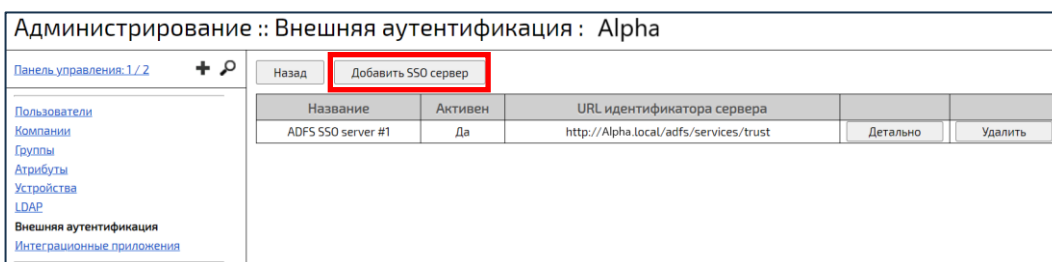 Администрирование :: Внешняя аутентификация : Alpha
Панель управления: 1 / 2
Назад Добавить SSO сервер
Название Активен URL идентификатора сервера
ADFS SSO server #1 Да http://Alpha.local/adfs/services/trust Детально Удалить
Пользователи
Компании
Группы
Атрибуты
Устройства
LDAP
Внешняя аутентификация
Интеграционные приложения